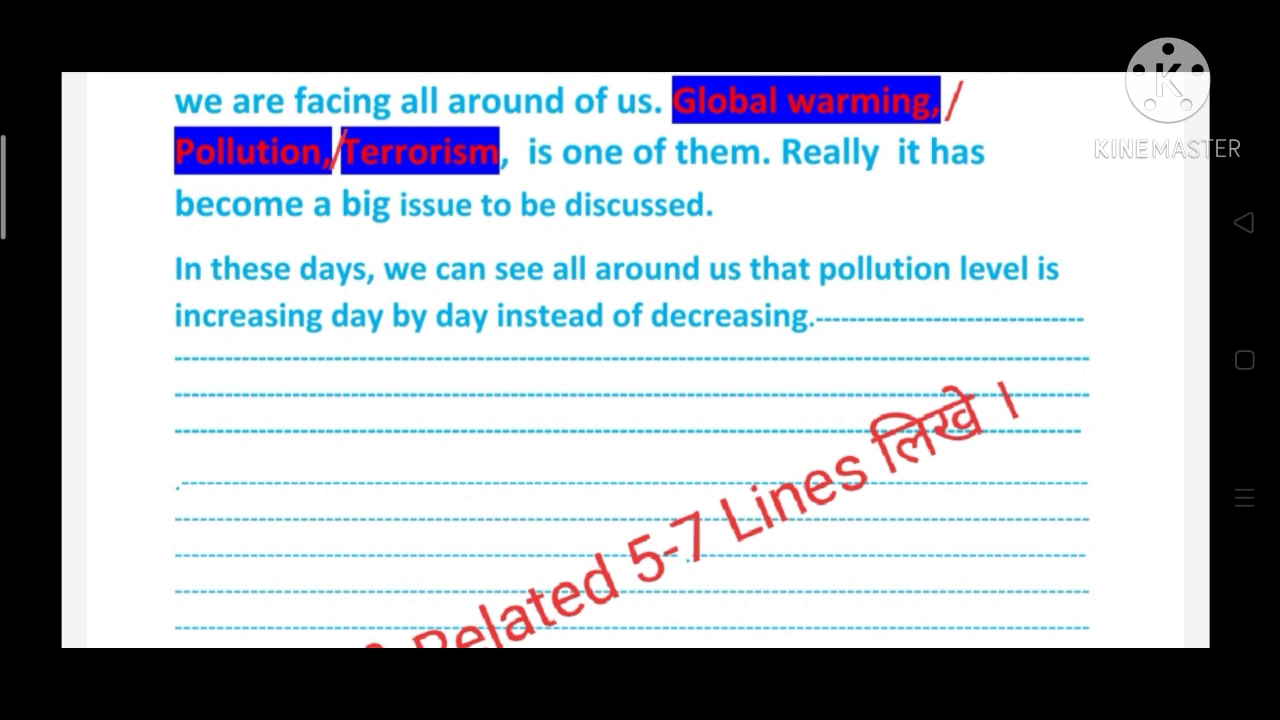 we are facing all around of us. Global warming,/
Pollution,/Terrorism, is one of them. Really it has
become a big issue to be discussed.
In these days, we can see all around us that pollution level is
increasing day by day instead of decreasing.
Related 5-7 Lines लिखे ।
K
KINEMASTER